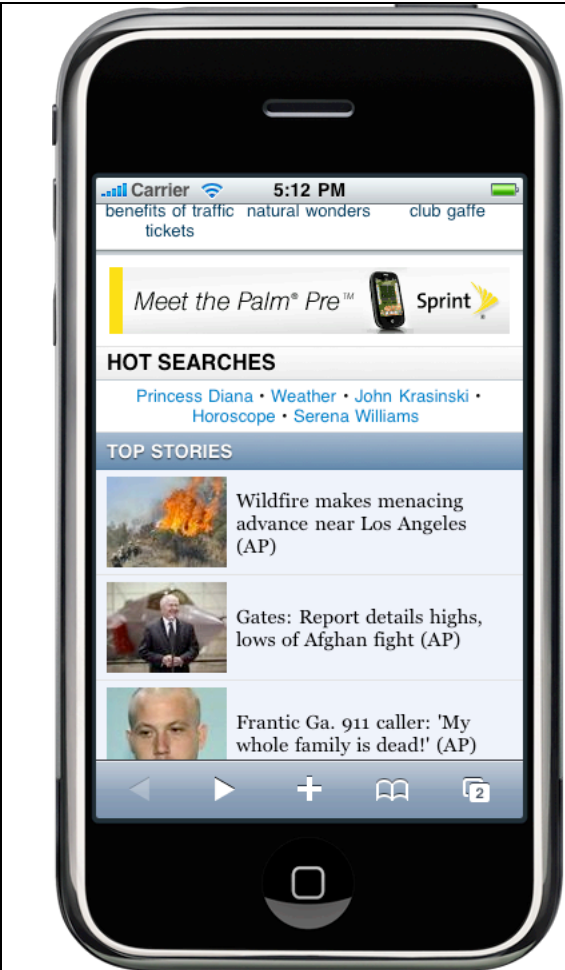 Carrier 5:12 PM
benefits of traffic natural wonders club gaffe
tickets
Meet the Palm® Pre™ Sprint
HOT SEARCHES
Princess Diana • Weather • John Krasinski •
Horoscope • Serena Williams
TOP STORIES
Wildfire makes menacing
advance near Los Angeles
(AP)
Gates: Report details highs,
lows of Afghan fight (AP)
Frantic Ga. 911 caller: 'My
whole family is dead!' (AP)
2